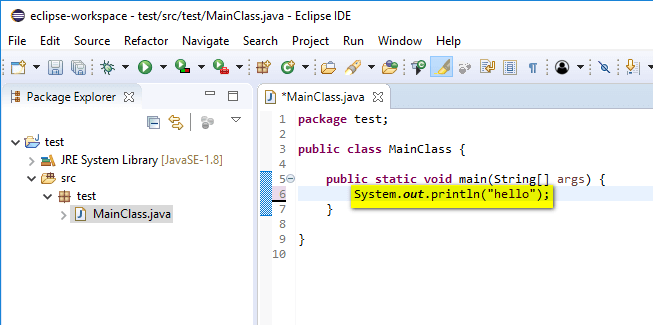 eclipse-workspace - test/src/test/MainClass.java - Eclipse IDE
File Edit Source Refactor Navigate Search Project Run Window Help
Package Explorer
test
JRE System Library [JavaSE-1.8]
src
test
MainClass.java
*MainClass.java
1 package test;
2
3 public class MainClass {
4
5 public static void main(String[] args) {
6 System.out.println("hello");
7 }
8
9 }
10